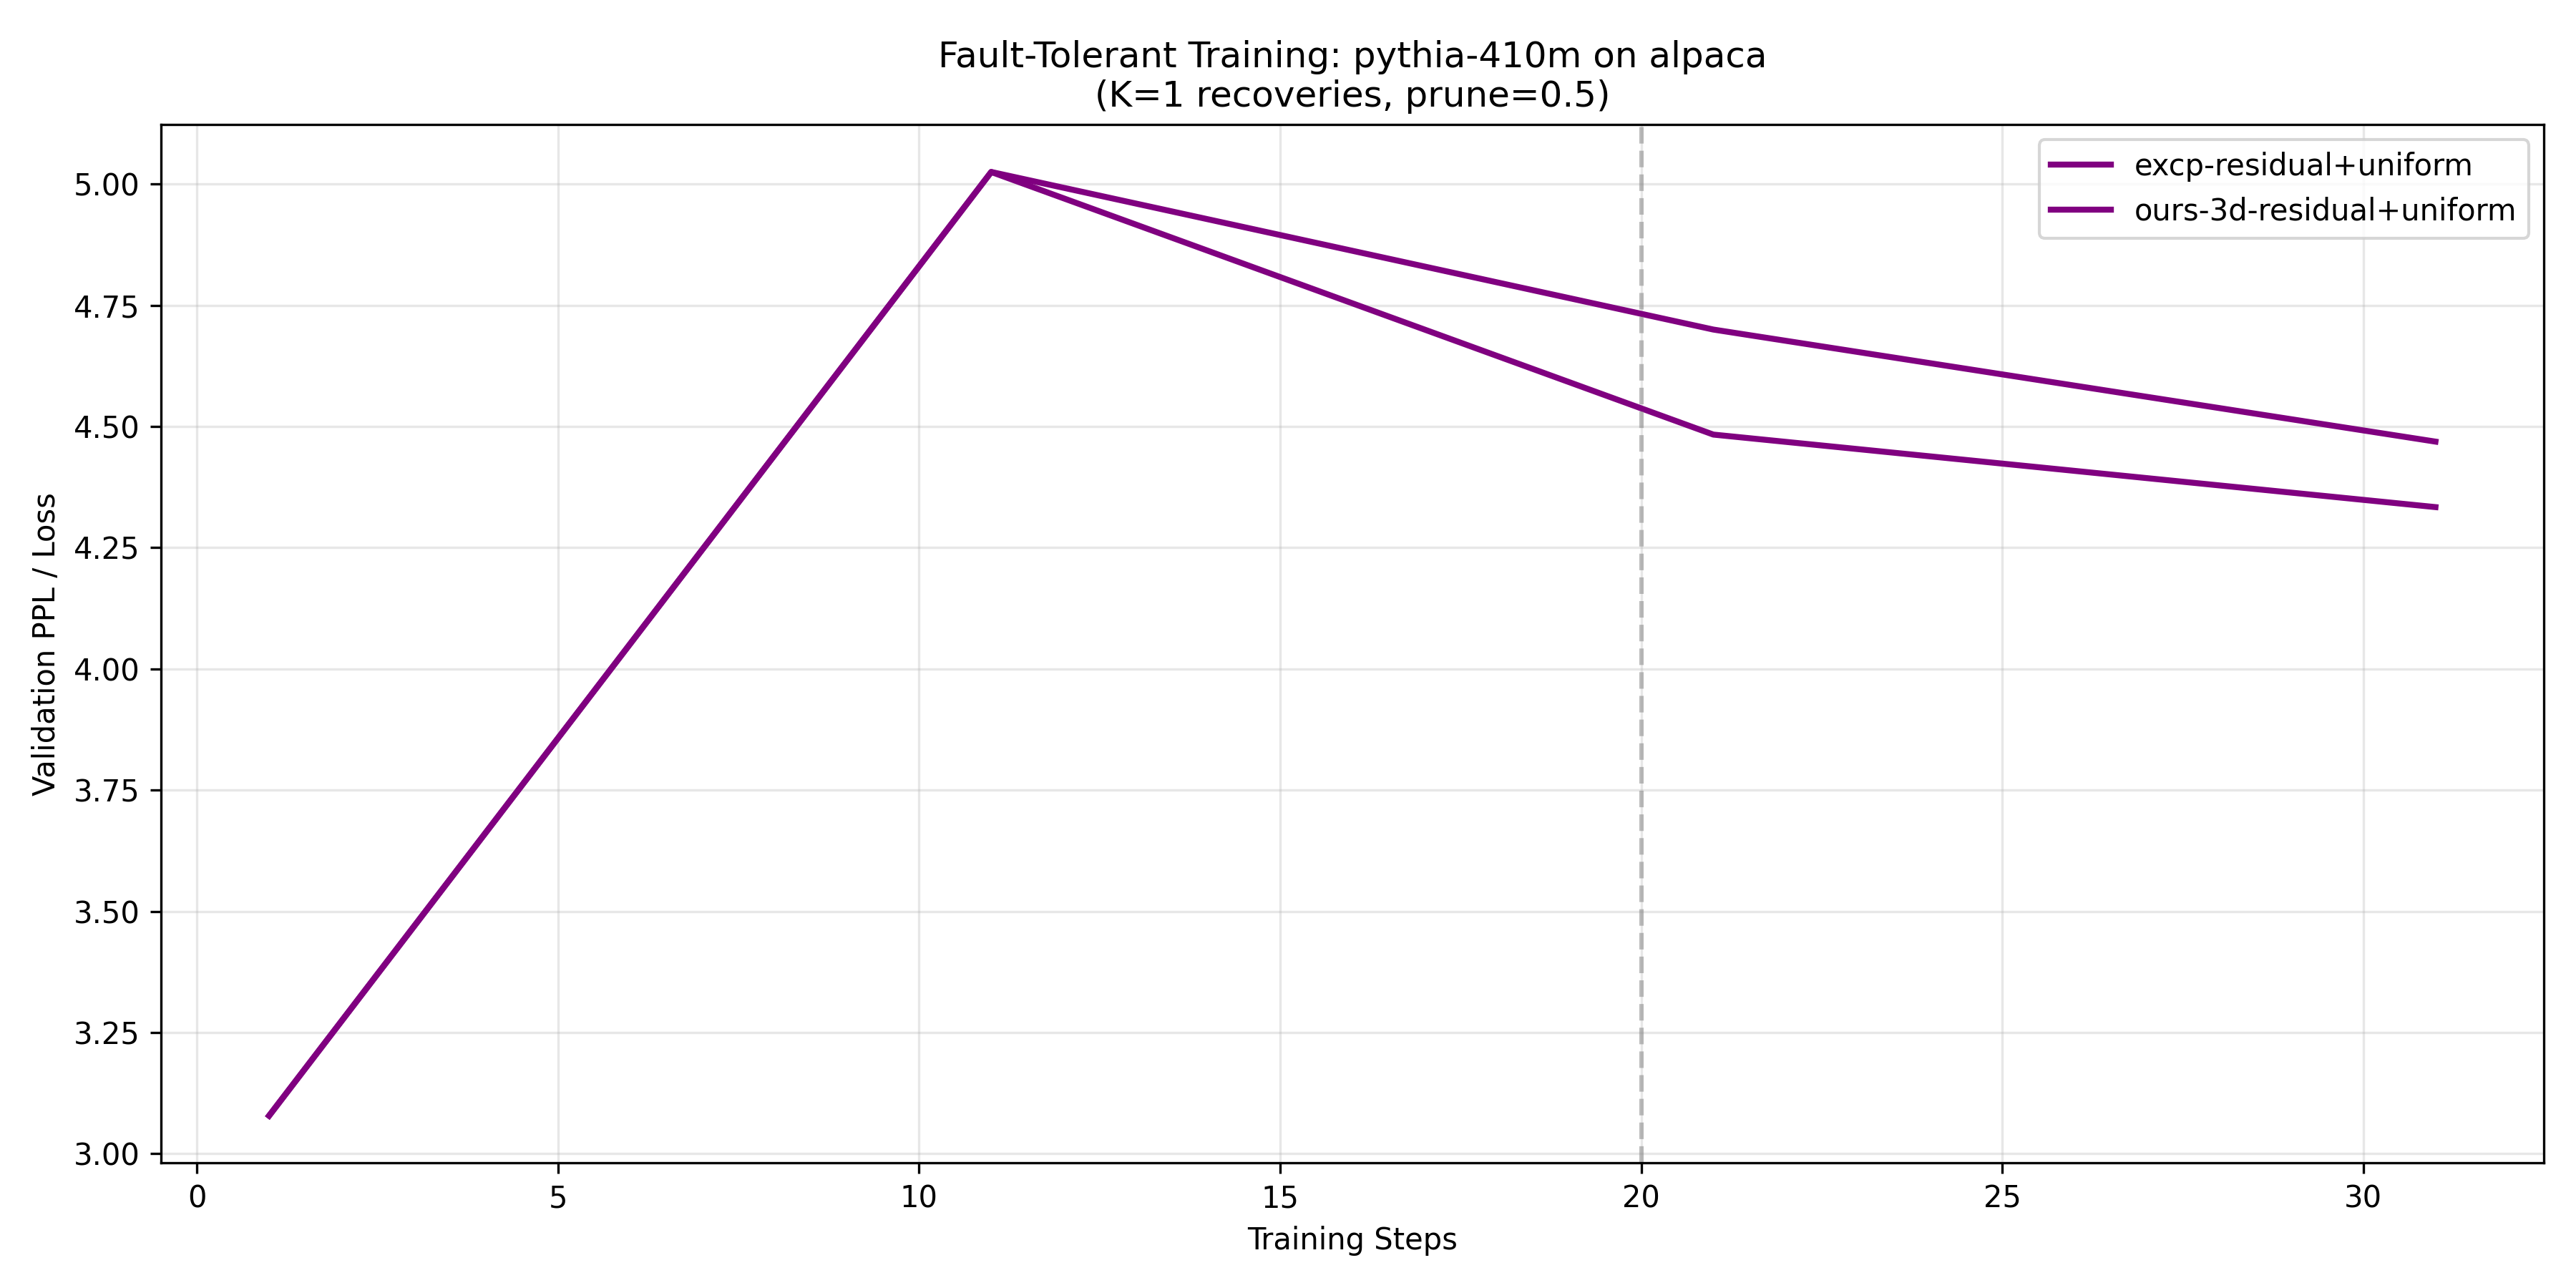 Fault-Tolerant Training: pythia-410m on alpaca
(K=1 recoveries, prune=0.5)
excp-residual+uniform
ours-3d-residual+uniform
Validation PPL / Loss
5.00
4.75
4.50
4.25
4.00
3.75
3.50
3.25
3.00
0 5 10 15 20 25 30
Training Steps